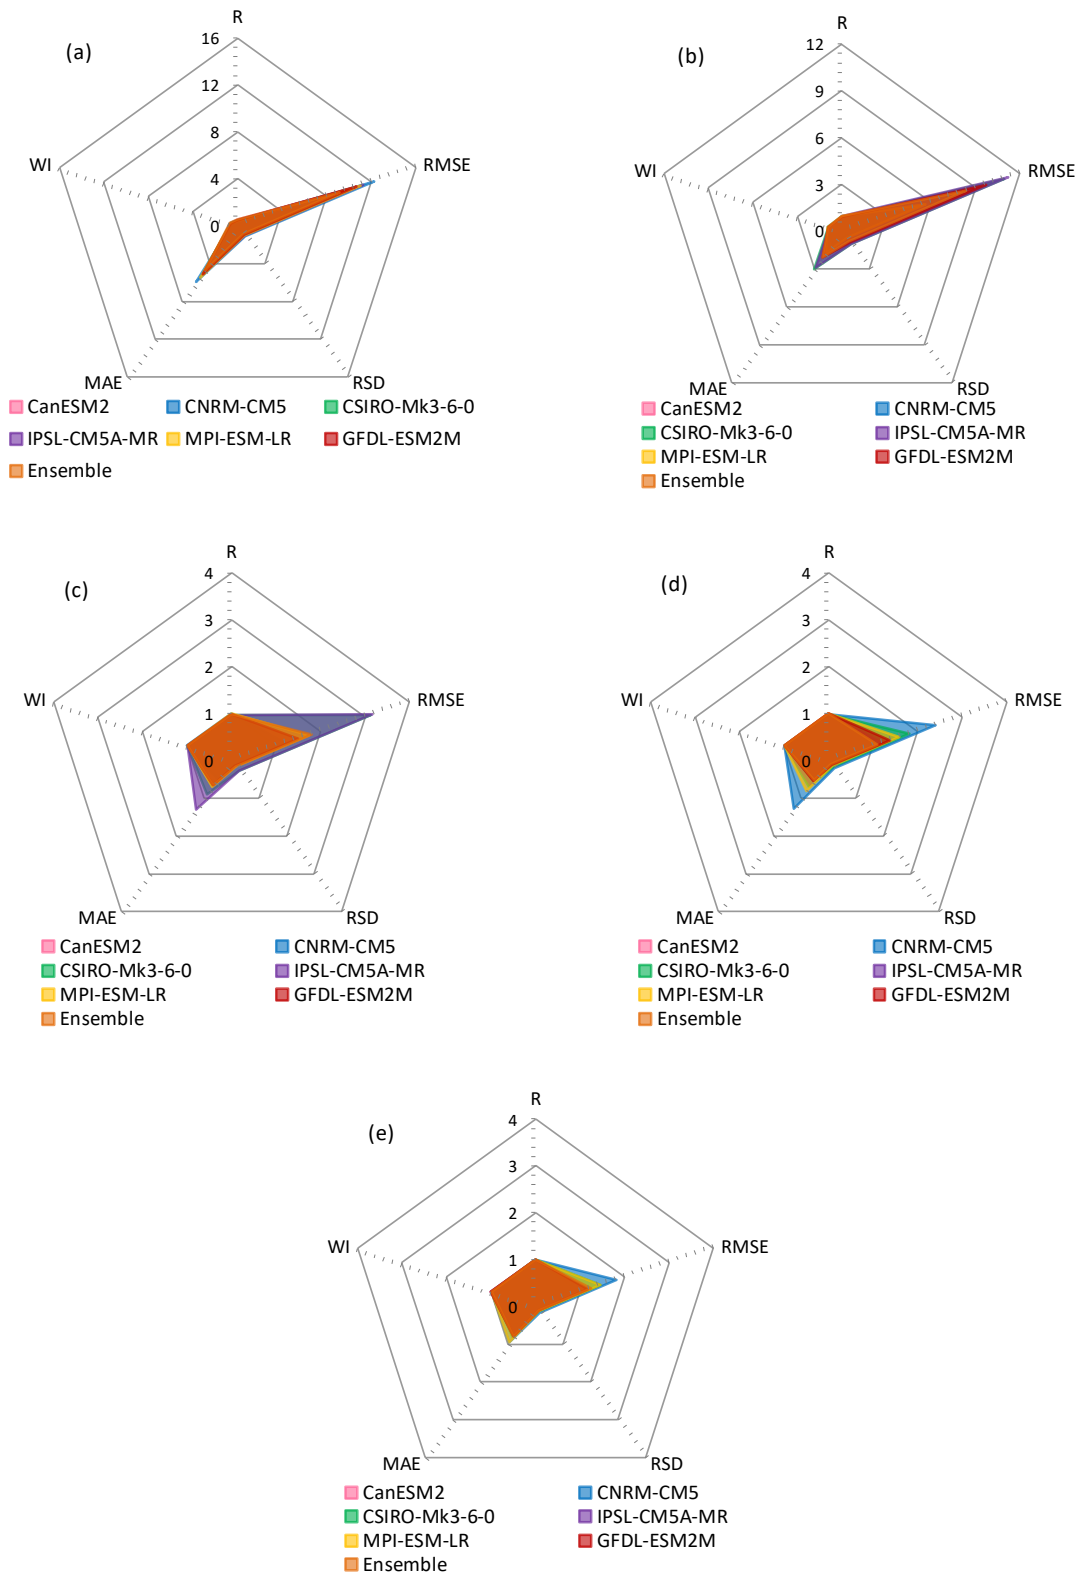 R
(a)
16
12
8
4
0
WI
RMSE
MAE
RSD
CanESM2 CNRM-CM5 CSIRO-Mk3-6-0
IPSL-CM5A-MR MPI-ESM-LR GFDL-ESM2M
Ensemble
R
(b)
12
9
6
3
0
WI
RMSE
MAE
RSD
CanESM2 CNRM-CM5
CSIRO-Mk3-6-0 IPSL-CM5A-MR
MPI-ESM-LR GFDL-ESM2M
Ensemble
R
(c)
4
3
2
1
0
WI
RMSE
MAE
RSD
CanESM2 CNRM-CM5
CSIRO-Mk3-6-0 IPSL-CM5A-MR
MPI-ESM-LR GFDL-ESM2M
Ensemble
R
(d)
4
3
2
1
0
WI
RMSE
MAE
RSD
CanESM2 CNRM-CM5
CSIRO-Mk3-6-0 IPSL-CM5A-MR
MPI-ESM-LR GFDL-ESM2M
Ensemble
R
(e)
4
3
2
1
0
WI
RMSE
MAE
RSD
CanESM2 CNRM-CM5
CSIRO-Mk3-6-0 IPSL-CM5A-MR
MPI-ESM-LR GFDL-ESM2M
Ensemble